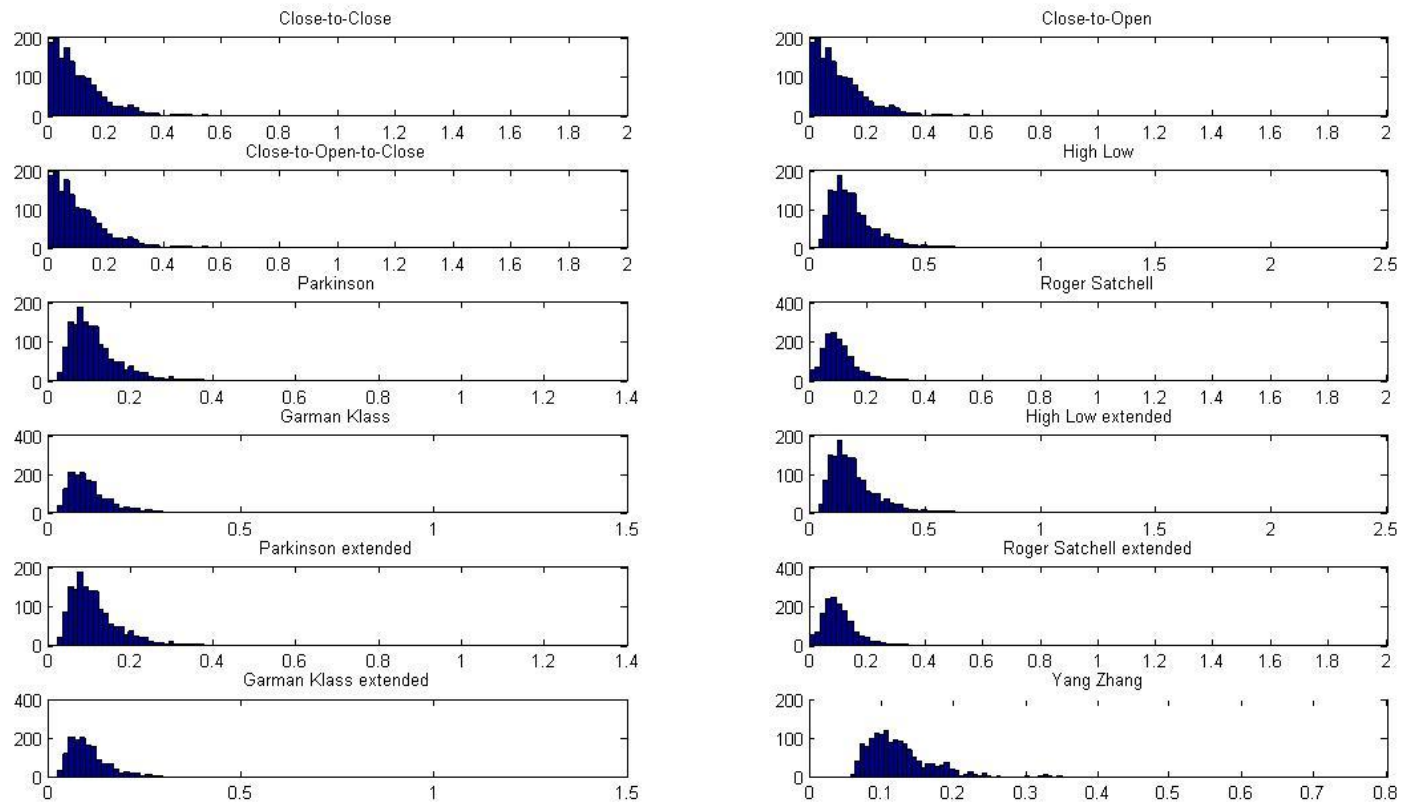 Close-to-Close
200
100
0
0 0.2 0.4 0.6 0.8 1 1.2 1.4 1.6 1.8 2
Close-to-Open
200
100
0
0 0.2 0.4 0.6 0.8 1 1.2 1.4 1.6 1.8 2
Close-to-Open-to-Close
200
100
0
0 0.2 0.4 0.6 0.8 1 1.2 1.4 1.6 1.8 2
High Low
200
100
0
0 0.5 1 1.5 2 2.5
Parkinson
200
100
0
0 0.2 0.4 0.6 0.8 1 1.2 1.4
Roger Satchell
400
200
0
0 0.2 0.4 0.6 0.8 1 1.2 1.4 1.6 1.8 2
Garman Klass
400
200
0
0 0.5 1 1.5
High Low extended
200
100
0
0 0.5 1 1.5 2 2.5
Parkinson extended
200
100
0
0 0.2 0.4 0.6 0.8 1 1.2 1.4
Roger Satchell extended
400
200
0
0 0.2 0.4 0.6 0.8 1 1.2 1.4 1.6 1.8 2
Garman Klass extended
400
200
0
0 0.5 1 1.5
Yang Zhang
200
100
0
0 0.1 0.2 0.3 0.4 0.5 0.6 0.7 0.8